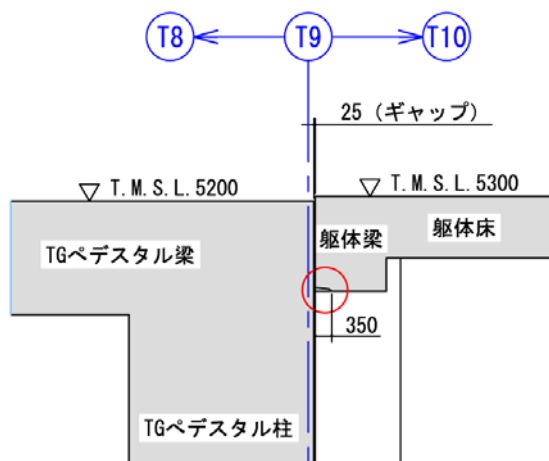 T8
T9
T10
25 (ギャップ)
T.M.S.L.5200
T.M.S.L.5300
TGペデスタル梁
躯体梁
躯体床
350
TGペデスタル柱